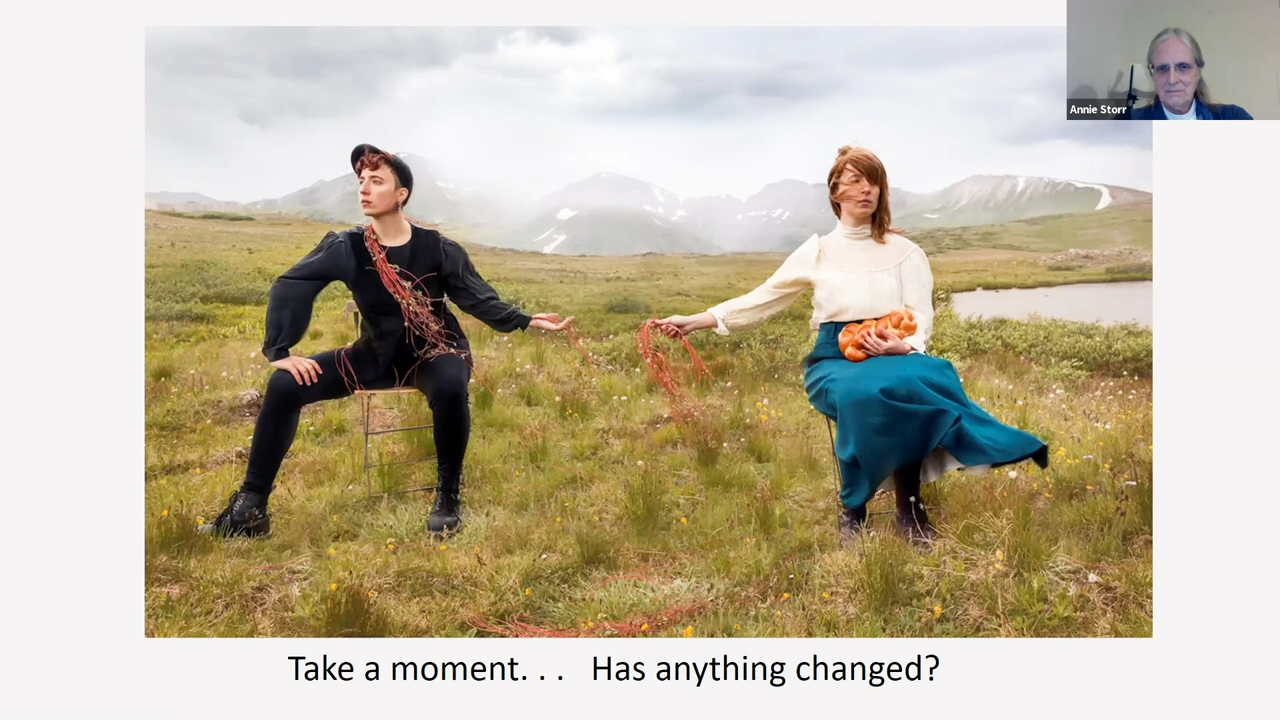 Annie Storr
Take a moment. . .   Has anything changed?